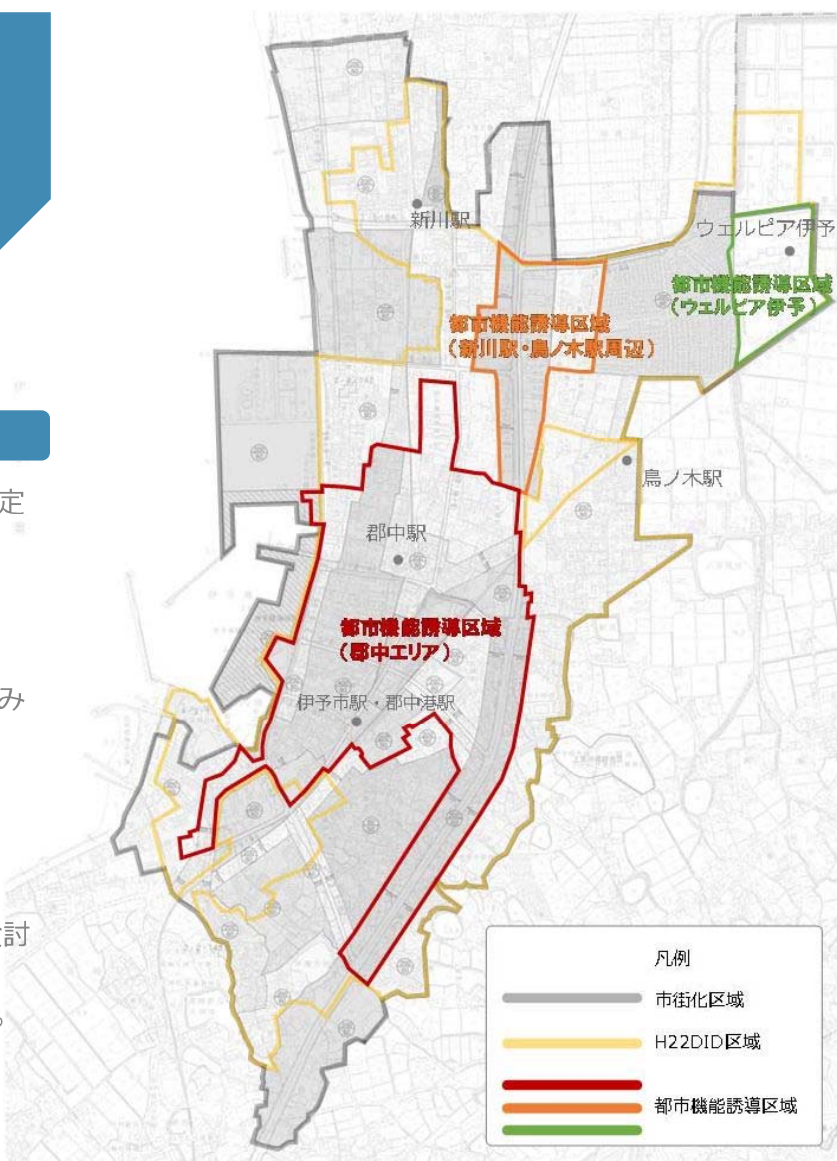 定
み
討
。
新川駅
ウェルピア伊予
都市機能誘導区域
(ウェルピア伊予)
都市機能誘導区域
(新川駅・鳥ノ木駅周辺)
鳥ノ木駅
郡中駅
都市機能誘導区域
(郡中エリア)
伊予市駅・郡中港駅
凡例
市街化区域
H22DID区域
都市機能誘導区域